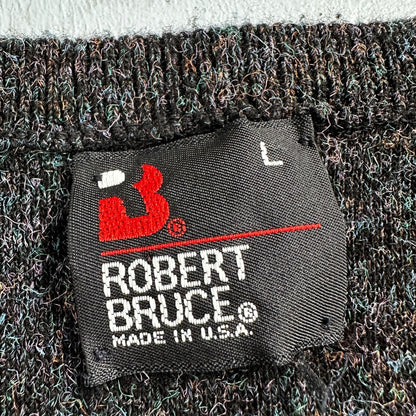 L
B®
ROBERT
BRUCE®
MADE IN U.S.A.